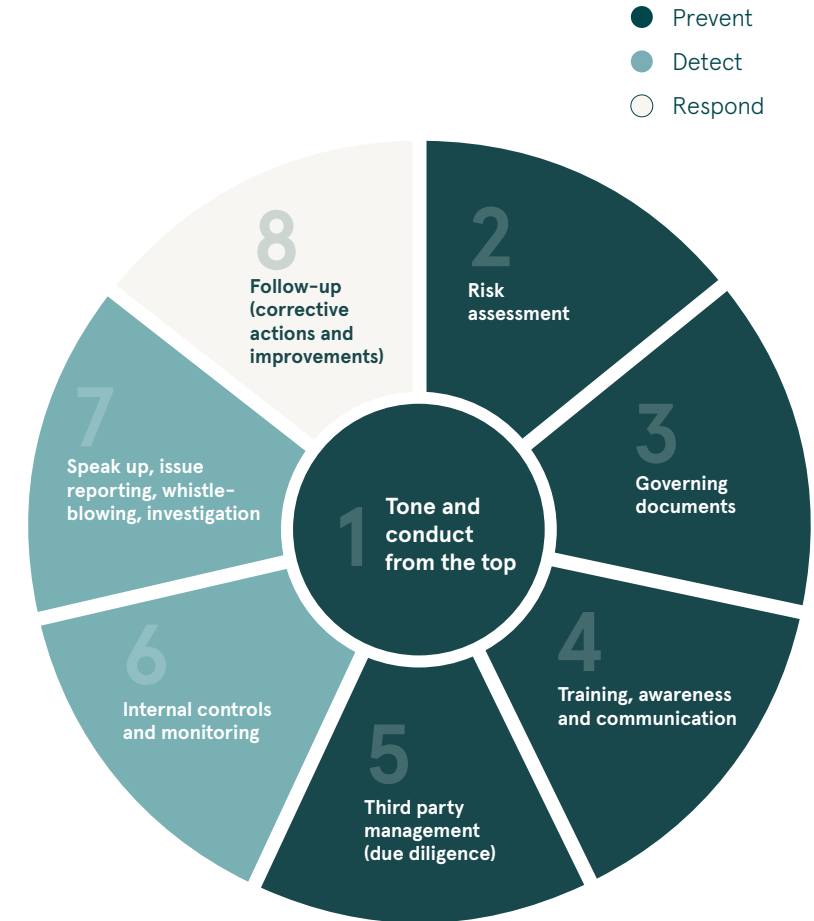 Prevent
Detect
Respond
1
Tone and
conduct
from the top
2
Risk
assessment
3
Governing
documents
4
Training, awareness
and communication
5
Third party
management
(due diligence)
6
Internal controls
and monitoring
7
Speak up, issue
reporting, whistle-
blowing, investigation
8
Follow-up
(corrective
actions and
improvements)